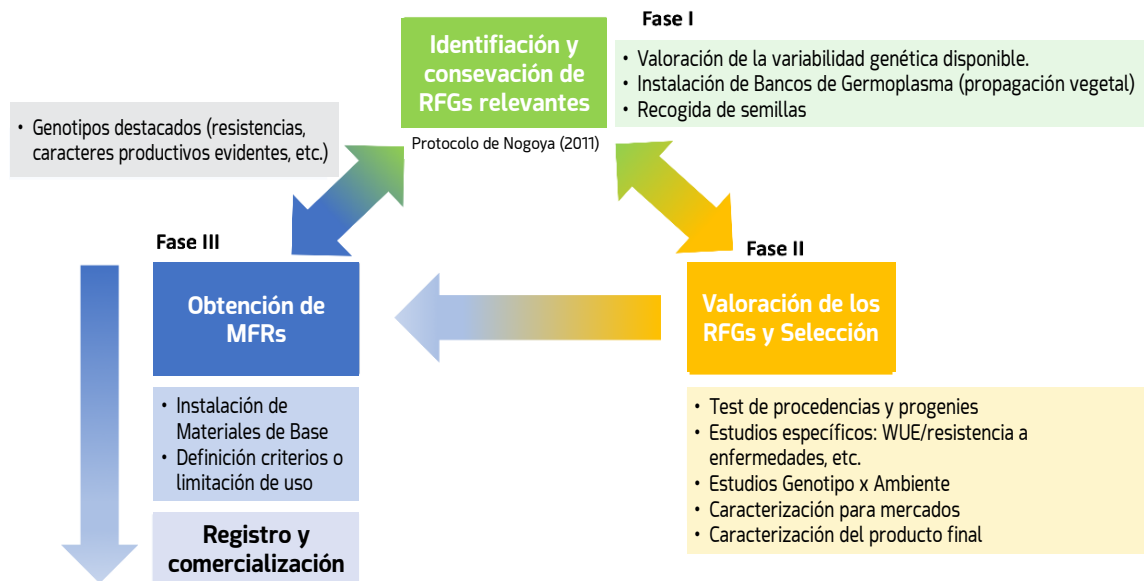 Fase I
Identifiación y
consevación de
RFGs relevantes
Protocolo de Nogoya (2011)
• Valoración de la variabilidad genética disponible.
• Instalación de Bancos de Germoplasma (propagación vegetal)
• Recogida de semillas
• Genotipos destacados (resistencias,
caracteres productivos evidentes, etc.)
Fase II
Valoración de los
RFGs y Selección
• Test de procedencias y progenies
• Estudios específicos: WUE/resistencia a
enfermedades, etc.
• Estudios Genotipo x Ambiente
• Caracterización para mercados
• Caracterización del producto final
Fase III
Obtención de
MFRs
• Instalación de
Materiales de Base
• Definición criterios o
limitación de uso
Registro y
comercialización